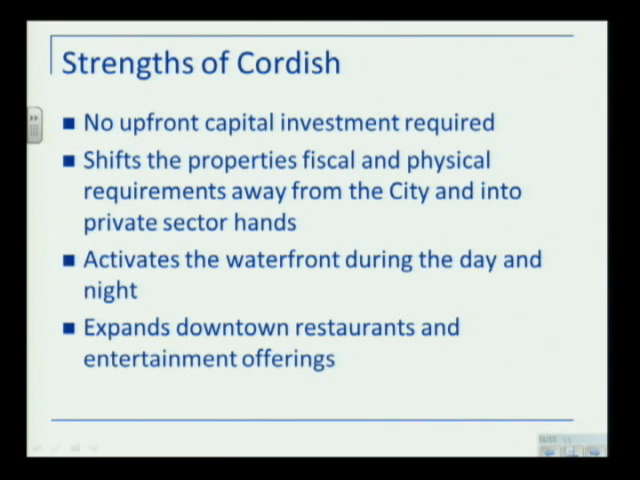 Strengths of Cordish
No upfront capital investment required
Shifts the properties fiscal and physical
requirements away from the City and into
private sector hands
Activates the waterfront during the day and
night
Expands downtown restaurants and
entertainment offerings